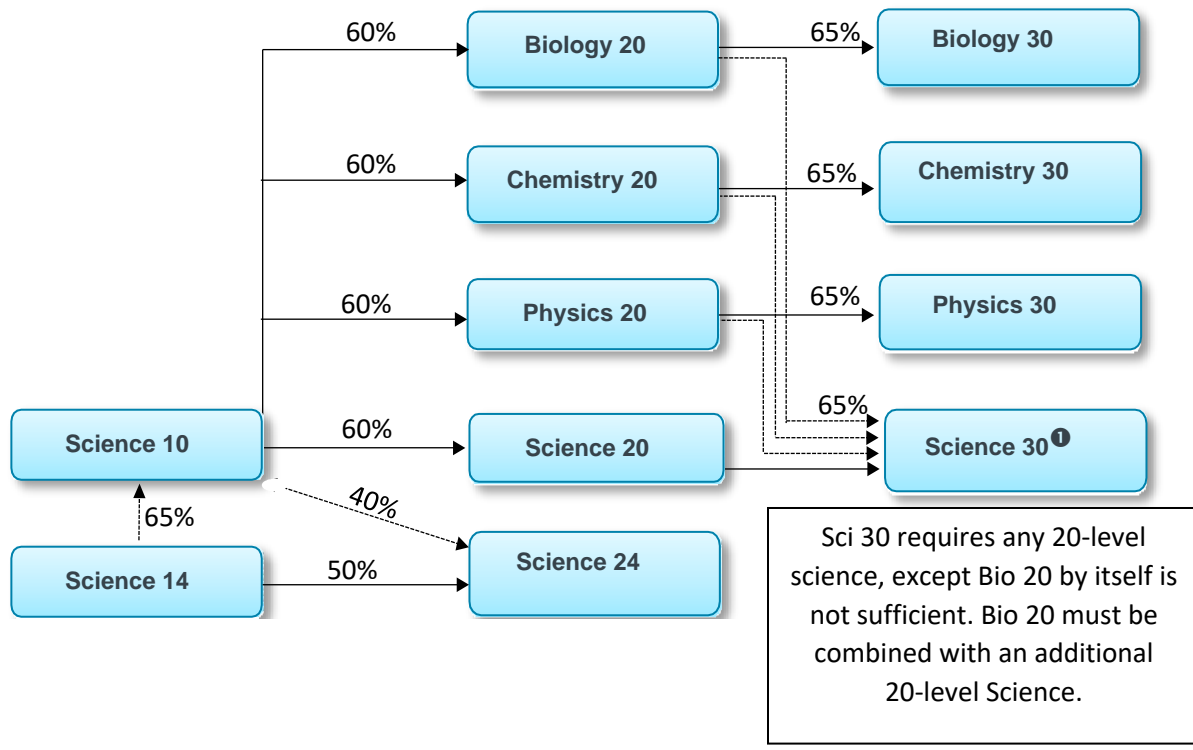 60%
Biology 20
65%
Biology 30
60%
Chemistry 20
65%
Chemistry 30
60%
Physics 20
65%
Physics 30
65%
Science 10
60%
Science 20
Science 30❶
40%
65%
Science 14
50%
Science 24
Sci 30 requires any 20-level
science, except Bio 20 by itself is
not sufficient. Bio 20 must be
combined with an additional
20-level Science.